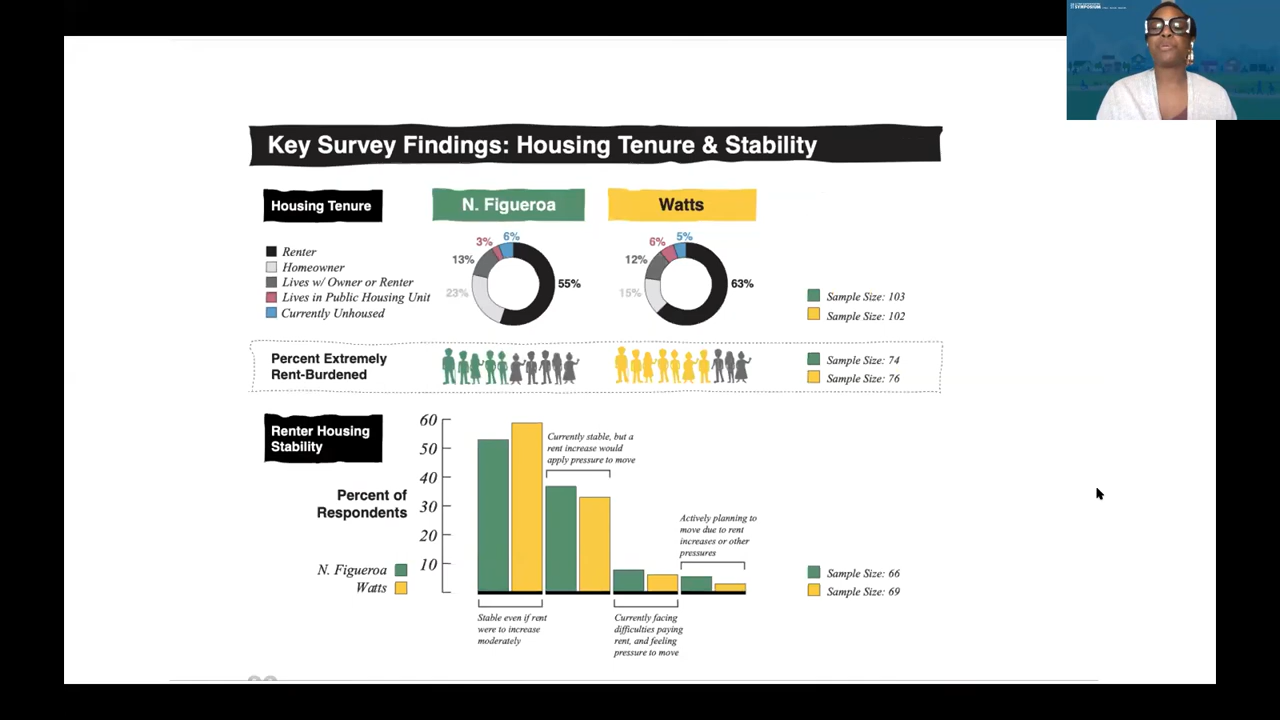 SYMPOSIUM
Key Survey Findings: Housing Tenure & Stability
Housing Tenure
N. Figueroa
Watts
Renter
Homeowner
Lives w/ Owner or Renter
Lives in Public Housing Unit
Currently Unhoused
6%
3%
13%
23%
55%
5%
6%
12%
15%
63%
Sample Size: 103
Sample Size: 102
Percent Extremely
Rent-Burdened
Sample Size: 74
Sample Size: 76
Renter Housing
Stability
Percent of
Respondents
N. Figueroa
Watts
60
50
40
30
20
10
Currently stable, but a
rent increase would
apply pressure to move
Actively planning to
move due to rent
increases or other
pressures
Stable even if rent
were to increase
moderately
Currently facing
difficulties paying
rent, and feeling
pressure to move
Sample Size: 66
Sample Size: 69